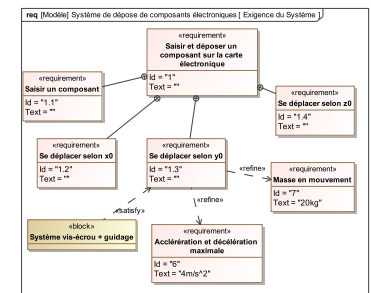 req [Modèle] Système de dépose de composants électroniques [ Exigence du Système ]
«requirement»
Saisir et déposer un
composant sur la carte
électronique
Id = "1"
Text = ""
«requirement»
Saisir un composant
Id = "1.1"
Text = ""
«requirement»
Se déplacer selon z0
Id = "1.4"
Text = ""
«requirement»
Se déplacer selon x0
Id = "1.2"
Text = ""
«requirement»
Se déplacer selon y0
Id = "1.3"
Text = ""
«refine»
«requirement»
Masse en mouvement
Id = "7"
Text = "20kg"
«refine»
«satisfy»
«block»
Système vis-écrou + guidage
«requirement»
Acclérération et décélération
maximale
Id = "6"
Text = "4m/s^2"